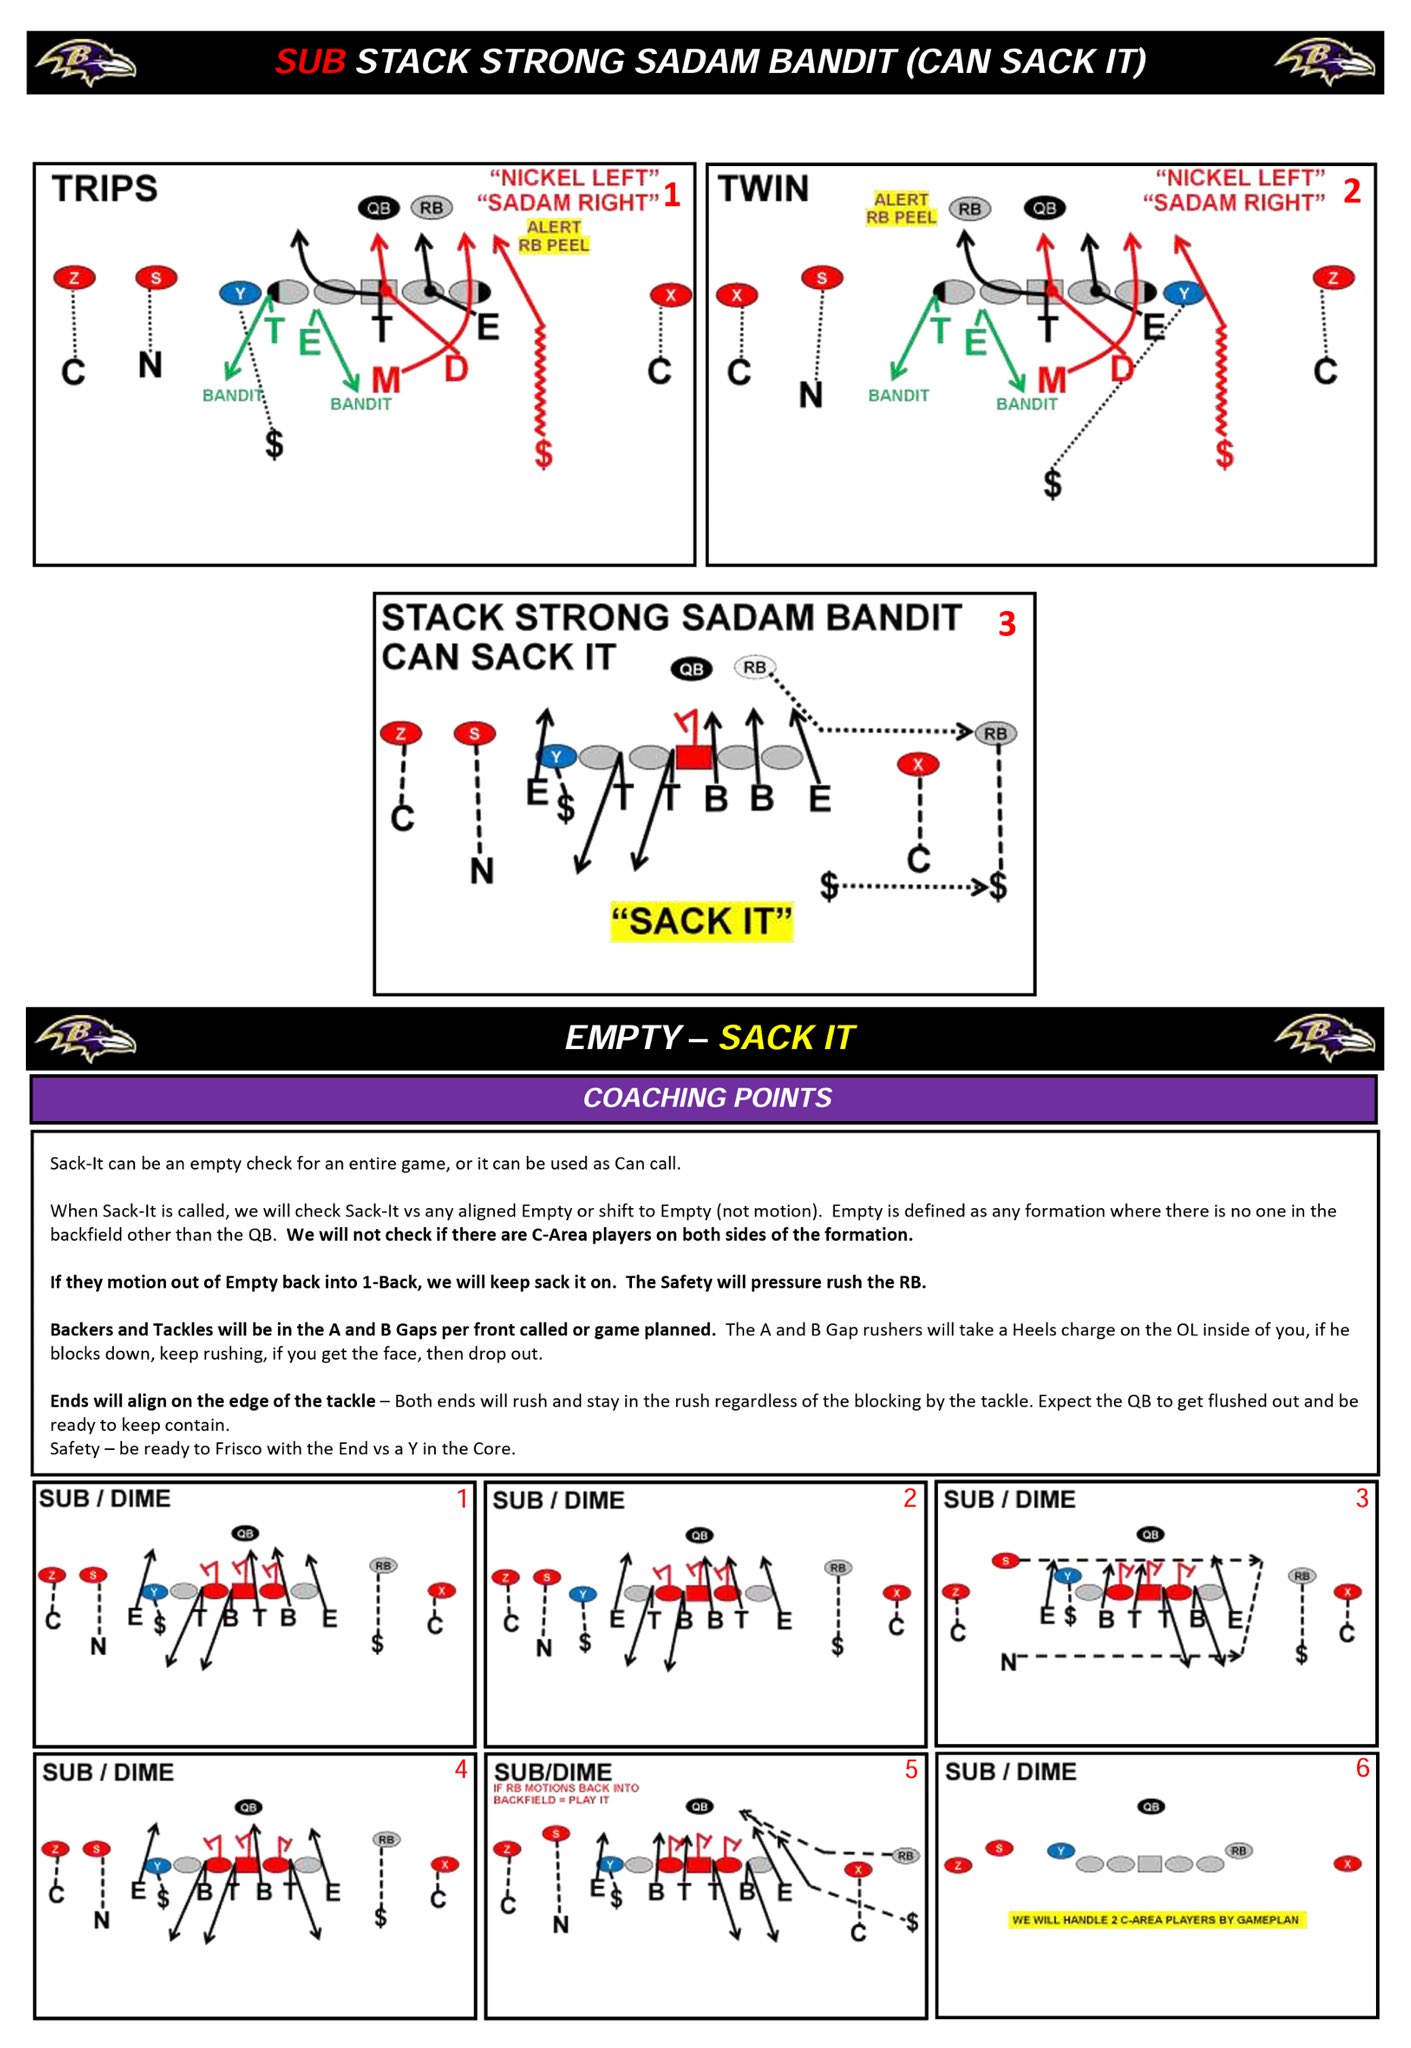 SUB STACK STRONG SADAM BANDIT (CAN SACK IT)
TRIPS
"NICKEL LEFT"
"SADAM RIGHT" 1
ALERT
RB PEEL
QB RB
Z S Y X
T E T E
C N M D C
BANDIT BANDIT
$ $
TWIN
"NICKEL LEFT"
"SADAM RIGHT" 2
ALERT
RB PEEL
RB QB
X S Y Z
T E T E
C N M D C
BANDIT BANDIT
$ $
STACK STRONG SADAM BANDIT 3
CAN SACK IT
QB RB
Z S Y X RB
E $ T T B B E
C N C
$ $
"SACK IT"
EMPTY – SACK IT
COACHING POINTS
Sack-It can be an empty check for an entire game, or it can be used as Can call.
When Sack-It is called, we will check Sack-It vs any aligned Empty or shift to Empty (not motion). Empty is defined as any formation where there is no one in the
backfield other than the QB. We will not check if there are C-Area players on both sides of the formation.
If they motion out of Empty back into 1-Back, we will keep sack it on. The Safety will pressure rush the RB.
Backers and Tackles will be in the A and B Gaps per front called or game planned. The A and B Gap rushers will take a Heels charge on the OL inside of you, if he
blocks down, keep rushing, if you get the face, then drop out.
Ends will align on the edge of the tackle – Both ends will rush and stay in the rush regardless of the blocking by the tackle. Expect the QB to get flushed out and be
ready to keep contain.
Safety – be ready to Frisco with the End vs a Y in the Core.
SUB / DIME 1
QB
Z S Y RB X
C E $ T B T B E C
N $
SUB / DIME 2
QB
Z S Y RB X
C E T B B T E C
N $ $
SUB / DIME 3
QB
S Y RB
Z X
C E $ B T T B E C
N $
SUB / DIME 4
QB
Z S Y RB X
C E $ B T B T E C
N $
SUB/DIME 5
IF RB MOTIONS BACK INTO
BACKFIELD = PLAY IT
QB
Z S Y X RB
C E $ B T T B E
N C $
SUB / DIME 6
QB
Z S Y RB X
WE WILL HANDLE 2 C-AREA PLAYERS BY GAMEPLAN